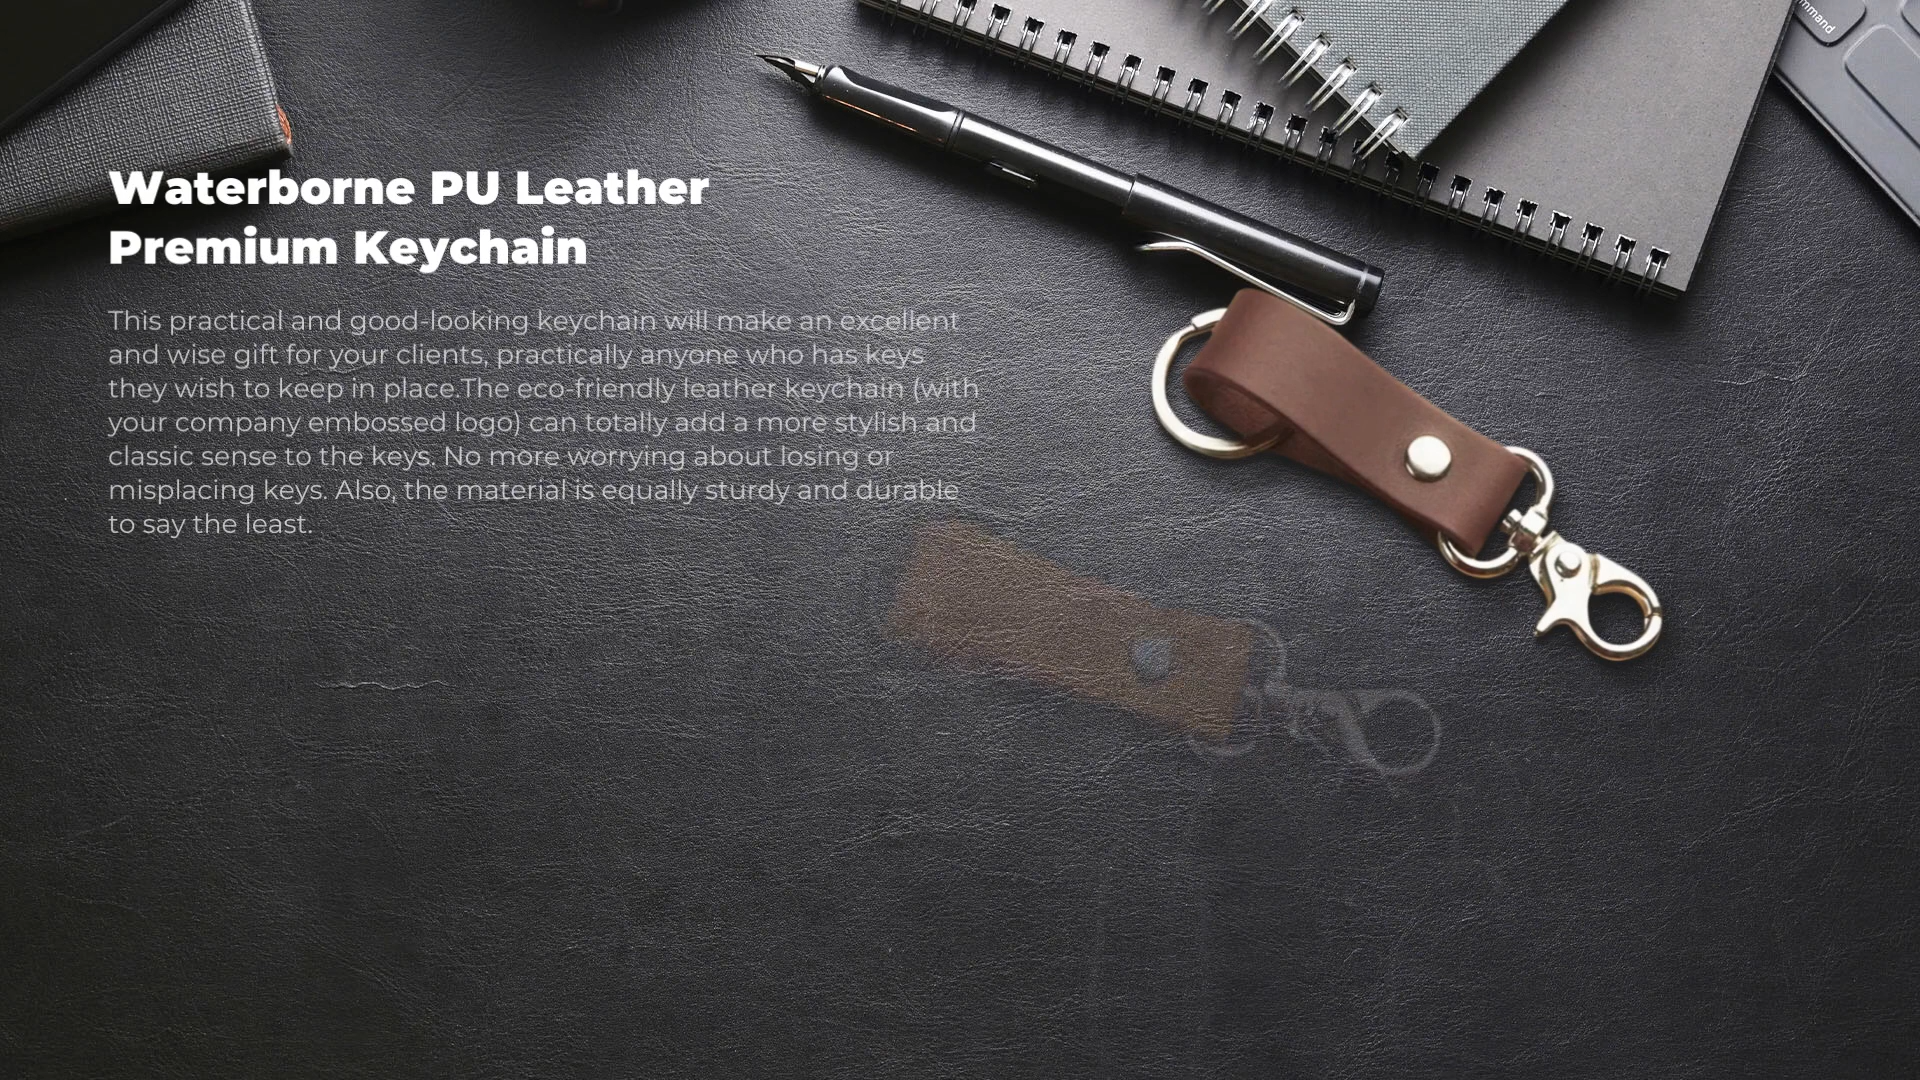 mmand
Waterborne PU Leather
Premium Keychain
This practical and good-looking keychain will make an excellent
and wise gift for your clients, practically anyone who has keys
they wish to keep in place.The eco-friendly leather keychain (with
your company embossed logo) can totally add a more stylish and
classic sense to the keys. No more worrying about losing or
misplacing keys. Also, the material is equally sturdy and durable
to say the least.